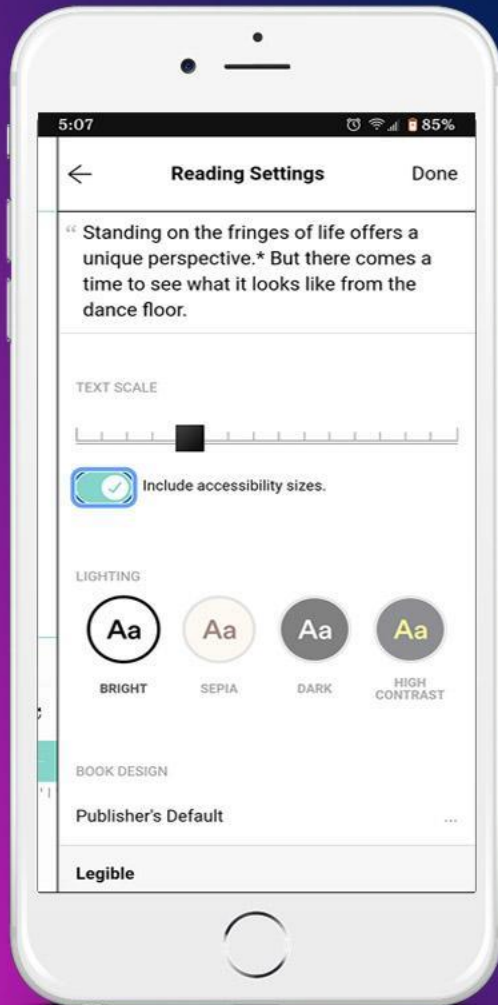 5:07 85%
Reading Settings Done
“ Standing on the fringes of life offers a
unique perspective.* But there comes a
time to see what it looks like from the
dance floor.
TEXT SCALE
Include accessibility sizes.
LIGHTING
Aa Aa Aa Aa
BRIGHT SEPIA DARK HIGH
CONTRAST
BOOK DESIGN
Publisher's Default ...
Legible